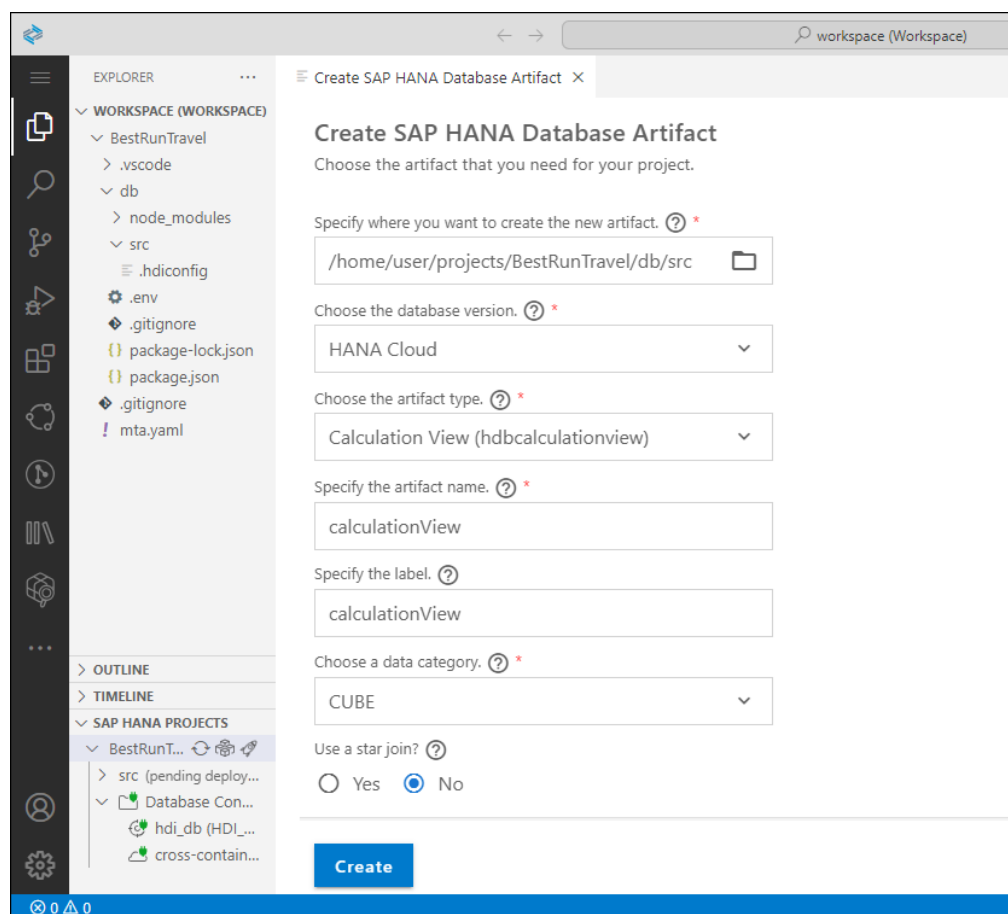 workspace (Workspace)
EXPLORER
WORKSPACE (WORKSPACE)
BestRunTravel
.vscode
db
node_modules
src
.hdiconfig
.env
.gitignore
{} package-lock.json
{} package.json
.gitignore
! mta.yaml
OUTLINE
TIMELINE
SAP HANA PROJECTS
BestRunT...
src (pending deploy...
Database Con...
hdi_db (HDI_...
cross-contain...
Create SAP HANA Database Artifact
Create SAP HANA Database Artifact
Choose the artifact that you need for your project.
Specify where you want to create the new artifact. *
/home/user/projects/BestRunTravel/db/src
Choose the database version. *
HANA Cloud
Choose the artifact type. *
Calculation View (hdbcalculationview)
Specify the artifact name. *
calculationView
Specify the label.
calculationView
Choose a data category. *
CUBE
Use a star join?
Yes No
Create
0 0